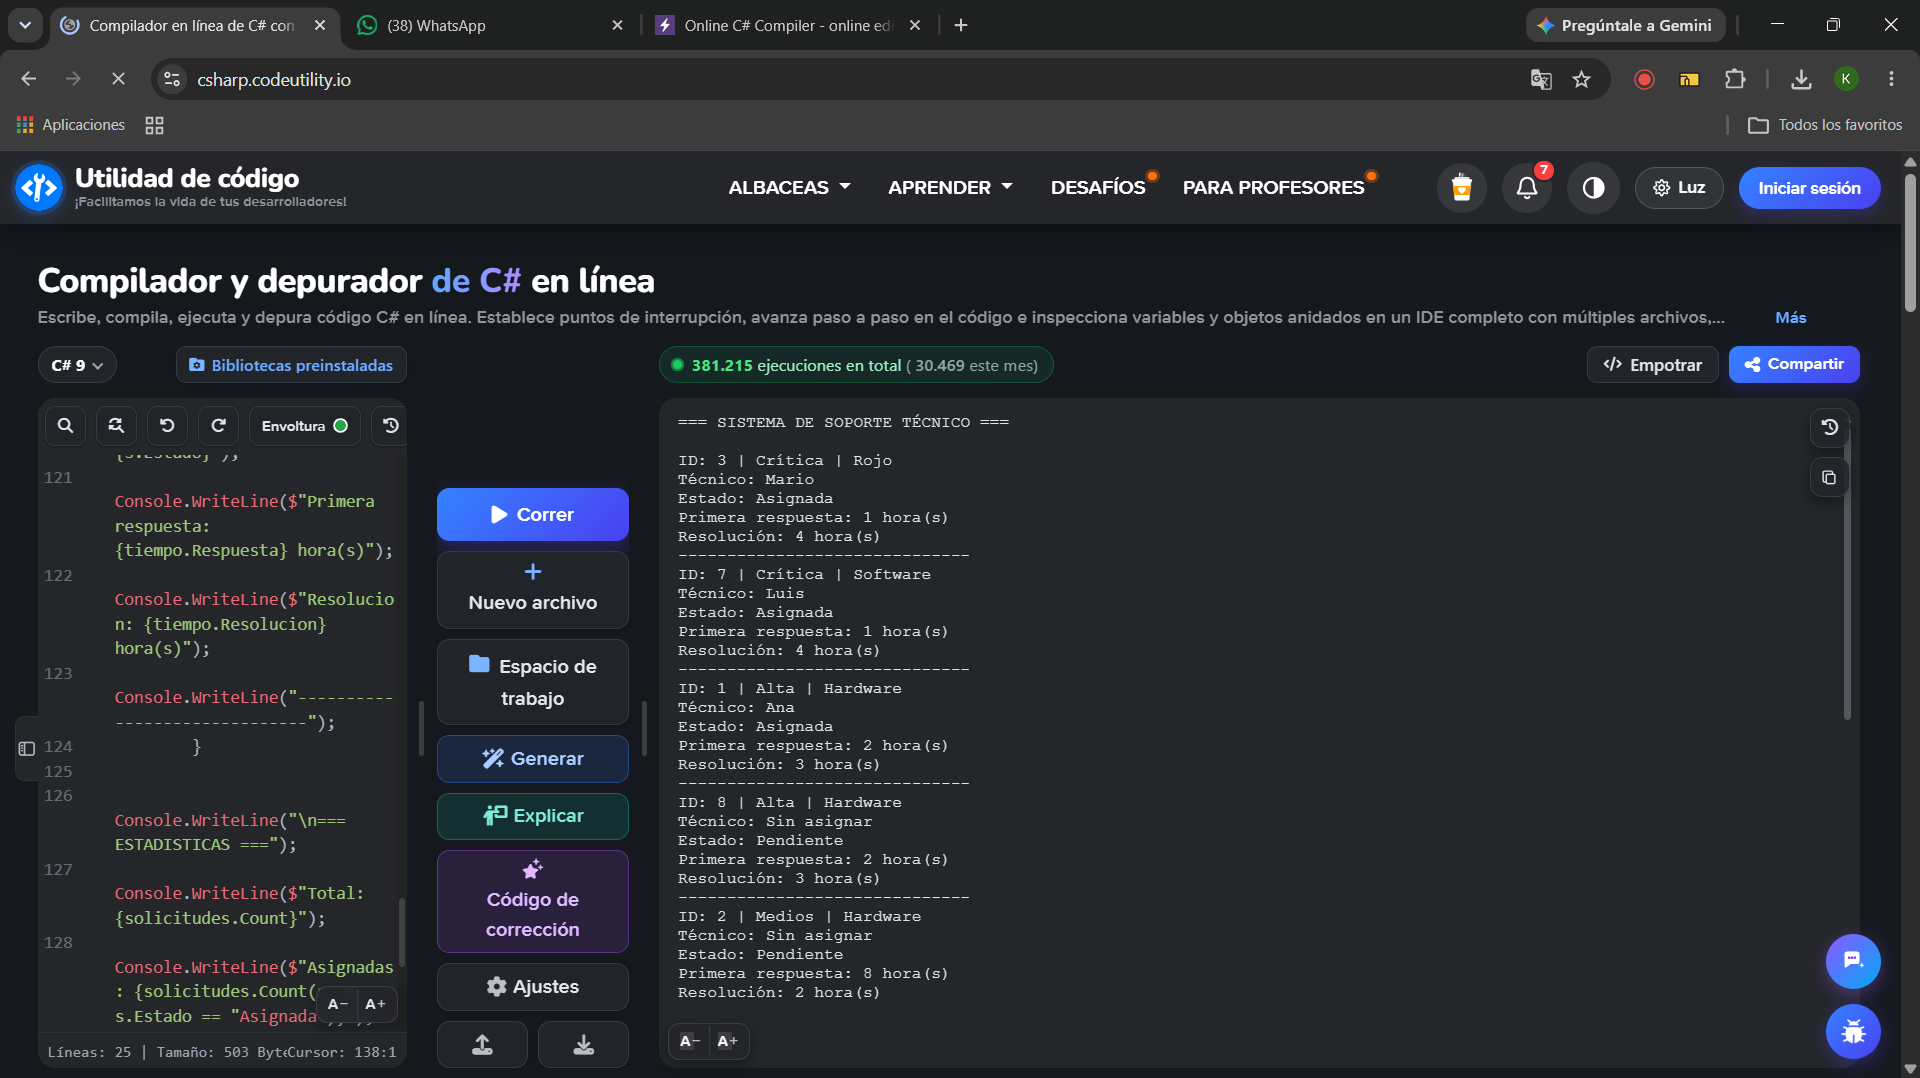 Compilador en línea de C# con
(38) WhatsApp
Online C# Compiler - online edi
Pregúntale a Gemini
csharp.codeutility.io
K
Aplicaciones
Todos los favoritos
Utilidad de código
¡Facilitamos la vida de tus desarrolladores!
ALBACEAS
APRENDER
DESAFÍOS
PARA PROFESORES
7
Luz
Iniciar sesión
Compilador y depurador de C# en línea
Escribe, compila, ejecuta y depura código C# en línea. Establece puntos de interrupción, avanza paso a paso en el código e inspecciona variables y objetos anidados en un IDE completo con múltiples archivos,...
Más
C# 9
Bibliotecas preinstaladas
381.215 ejecuciones en total ( 30.469 este mes)
Empotrar
Compartir
Envoltura
{s.Estado}");
121
Console.WriteLine($"Primera
respuesta:
{tiempo.Respuesta} hora(s)");
122
Console.WriteLine($"Resolucio
n: {tiempo.Resolucion}
hora(s)");
123
Console.WriteLine("----------
--------------------");
124 }
125
126
Console.WriteLine("\n===
ESTADISTICAS ===");
127
Console.WriteLine($"Total:
{solicitudes.Count}");
128
Console.WriteLine($"Asignadas
: {solicitudes.Count(
s.Estado == "Asignada
A− A+
Líneas: 25 | Tamaño: 503 Byte
Cursor: 138:1
Correr
Nuevo archivo
Espacio de
trabajo
Generar
Explicar
Código de
corrección
Ajustes
=== SISTEMA DE SOPORTE TÉCNICO ===
ID: 3 | Crítica | Rojo
Técnico: Mario
Estado: Asignada
Primera respuesta: 1 hora(s)
Resolución: 4 hora(s)
------------------------------
ID: 7 | Crítica | Software
Técnico: Luis
Estado: Asignada
Primera respuesta: 1 hora(s)
Resolución: 4 hora(s)
------------------------------
ID: 1 | Alta | Hardware
Técnico: Ana
Estado: Asignada
Primera respuesta: 2 hora(s)
Resolución: 3 hora(s)
------------------------------
ID: 8 | Alta | Hardware
Técnico: Sin asignar
Estado: Pendiente
Primera respuesta: 2 hora(s)
Resolución: 3 hora(s)
------------------------------
ID: 2 | Medios | Hardware
Técnico: Sin asignar
Estado: Pendiente
Primera respuesta: 8 hora(s)
Resolución: 2 hora(s)
A− A+